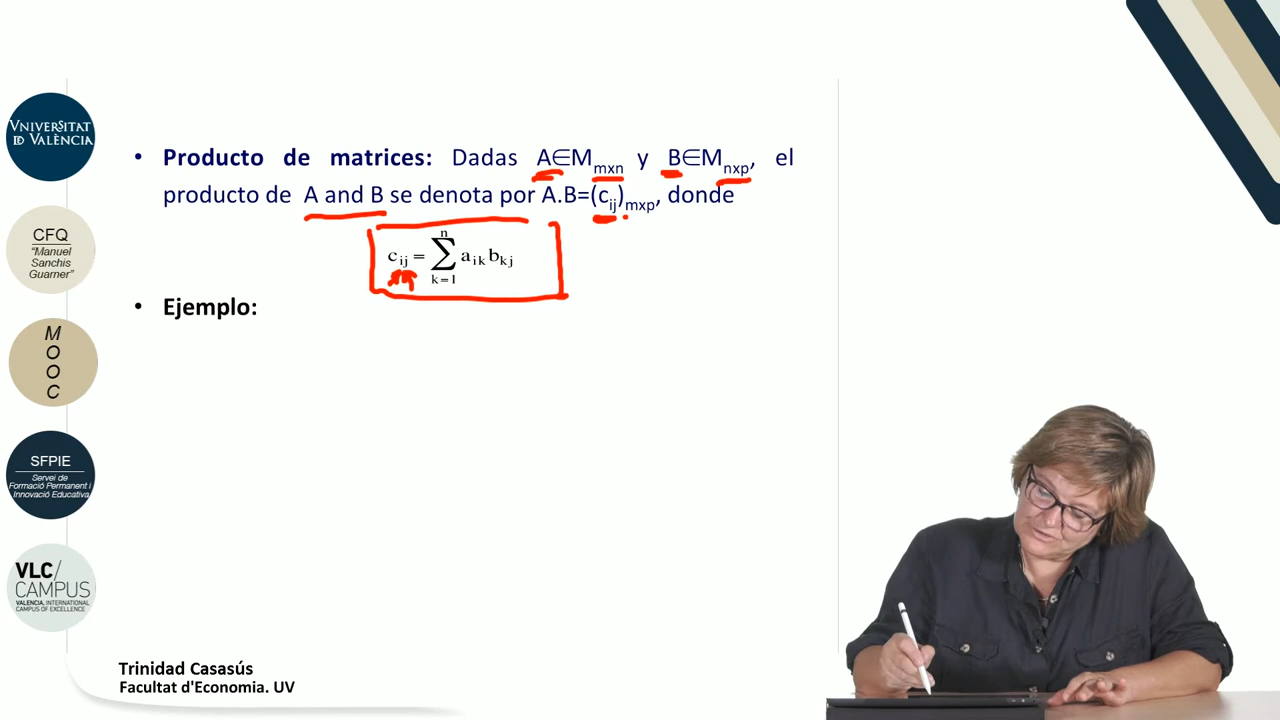 VNIVERSITAT
ID VALÈNCIA
CFQ
“Manuel
Sanchis
Guarner”
M
O
O
C
SFPIE
Servei de
Formació Permanent i
Innovació Educativa
VLC/
CAMPUS
VALENCIA, INTERNATIONAL
CAMPUS OF EXCELLENCE
• Producto de matrices: Dadas A∈Mmxn y B∈Mnxp, el
producto de A and B se denota por A.B=(cij)mxp, donde
n
cij = ∑ aik bkj
k=1
• Ejemplo:
Trinidad Casasús
Facultat d'Economia. UV